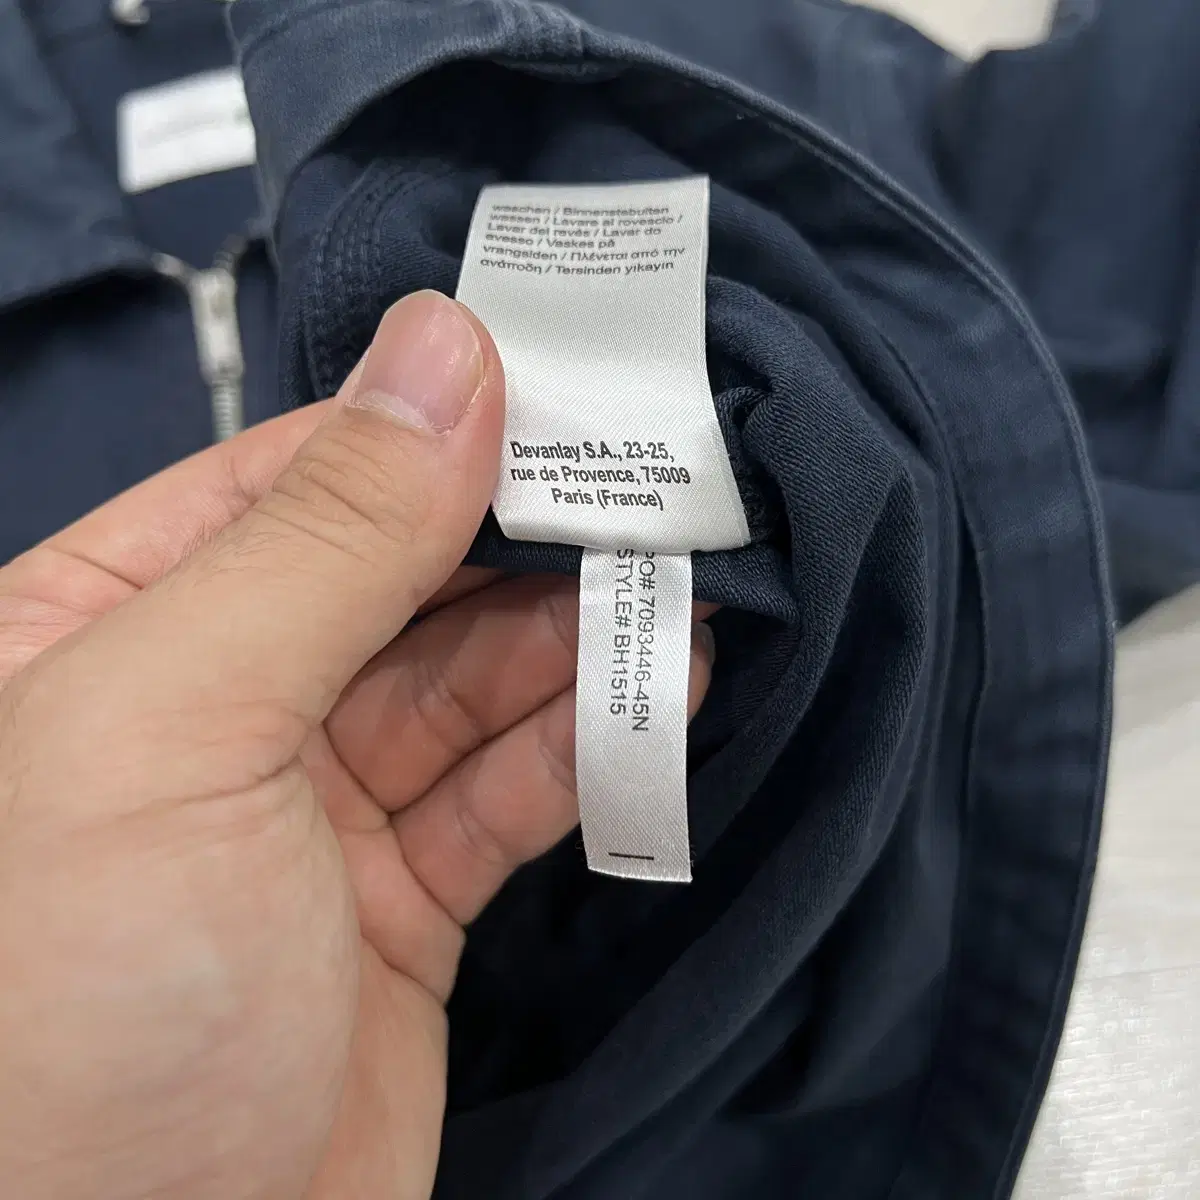 waschen / Binnenstebuiten
wassen / Lavare al rovescio /
Lavar del revés / Lavar do
avesso / Vaskes på
vrangsiden / Πλένεται από την
ανάποδη / Tersinden yıkayın
Devanlay S.A., 23-25,
rue de Provence, 75009
Paris (France)
PO# 7093446-45N
STYLE# BH1515